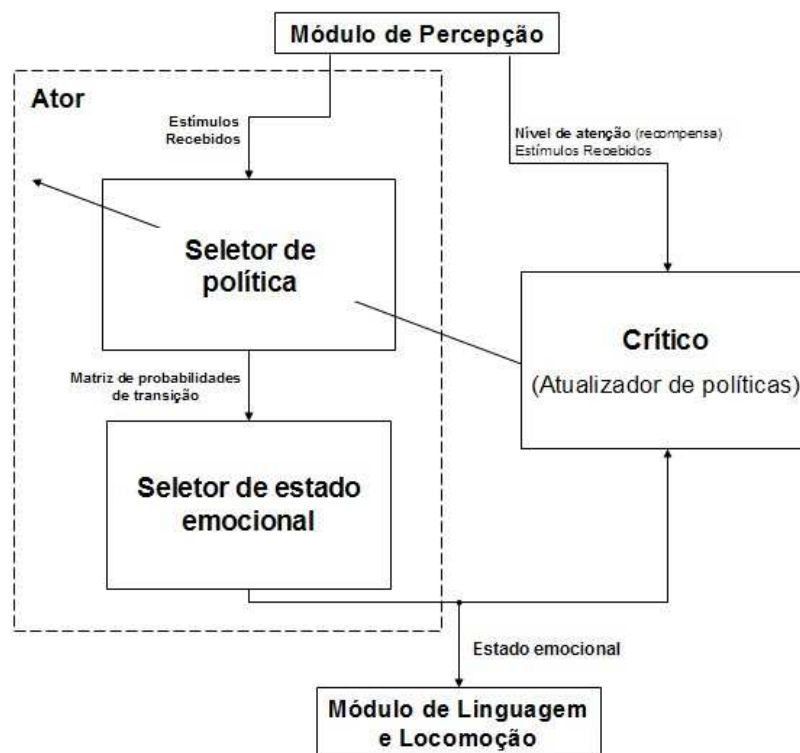 Módulo de Percepção
Ator
Estímulos
Recebidos
Nível de atenção (recompensa)
Estímulos Recebidos
Seletor de
política
Crítico
(Atualizador de políticas)
Matriz de probabilidades
de transição
Seletor de estado
emocional
Estado emocional
Módulo de Linguagem
e Locomoção